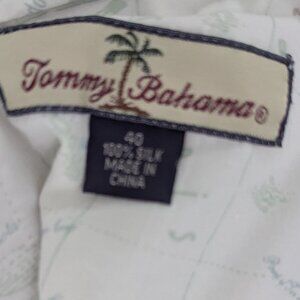 Tommy Bahama®
40
100% SILK
MADE IN
CHINA